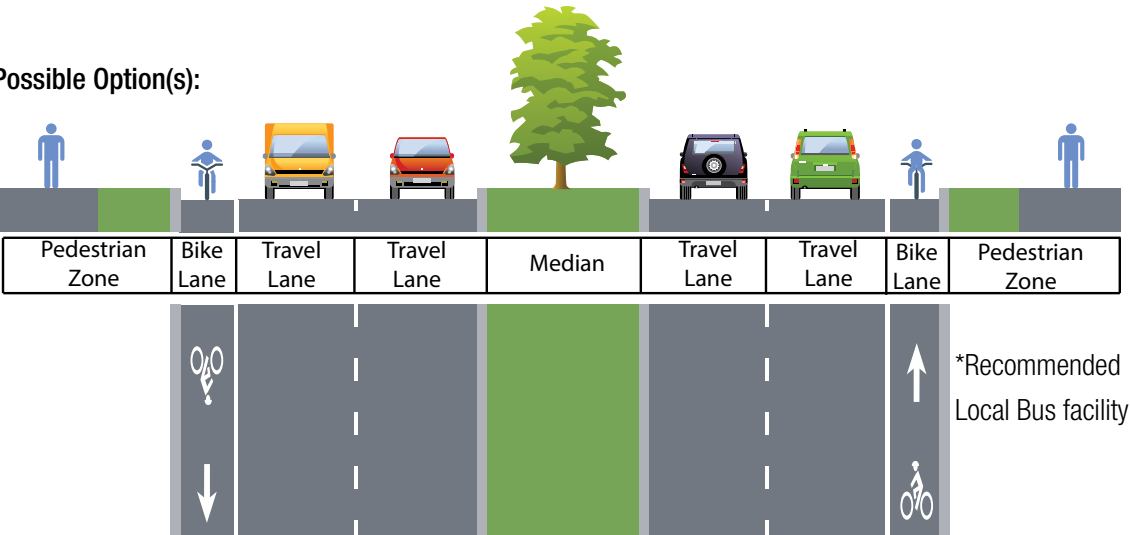 Possible Option(s):
Pedestrian Zone
Bike Lane
Travel Lane
Travel Lane
Median
Travel Lane
Travel Lane
Bike Lane
Pedestrian Zone
*Recommended
Local Bus facility